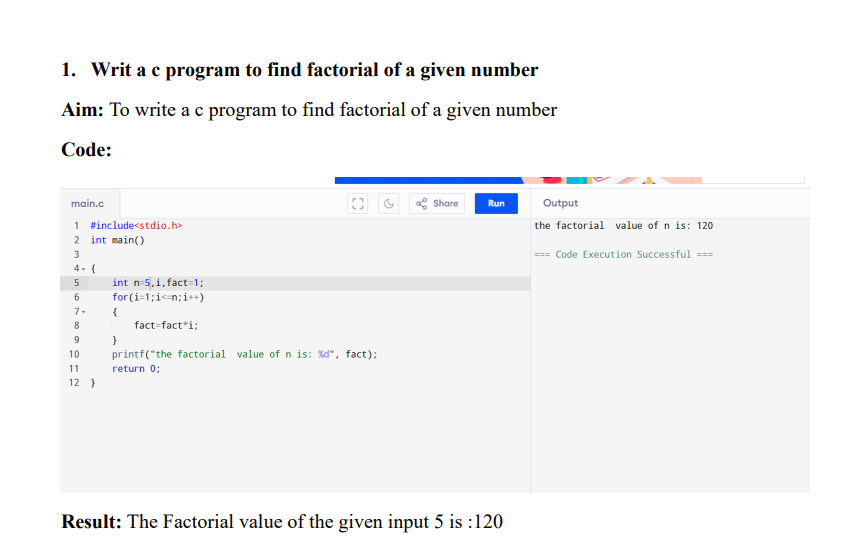 1. Writ a c program to find factorial of a given number
Aim: To write a c program to find factorial of a given number
Code:
main.c
Share
Run
Output
1 #include<stdio.h>
2 int main()
3
4 {
5 int n=5,i,fact=1;
6 for(i=1;i<=n;i++)
7 {
8 fact=fact*i;
9 }
10 printf("the factorial  value of n is: %d", fact);
11 return 0;
12 }
the factorial  value of n is: 120
=== Code Execution Successful ===
Result: The Factorial value of the given input 5 is :120